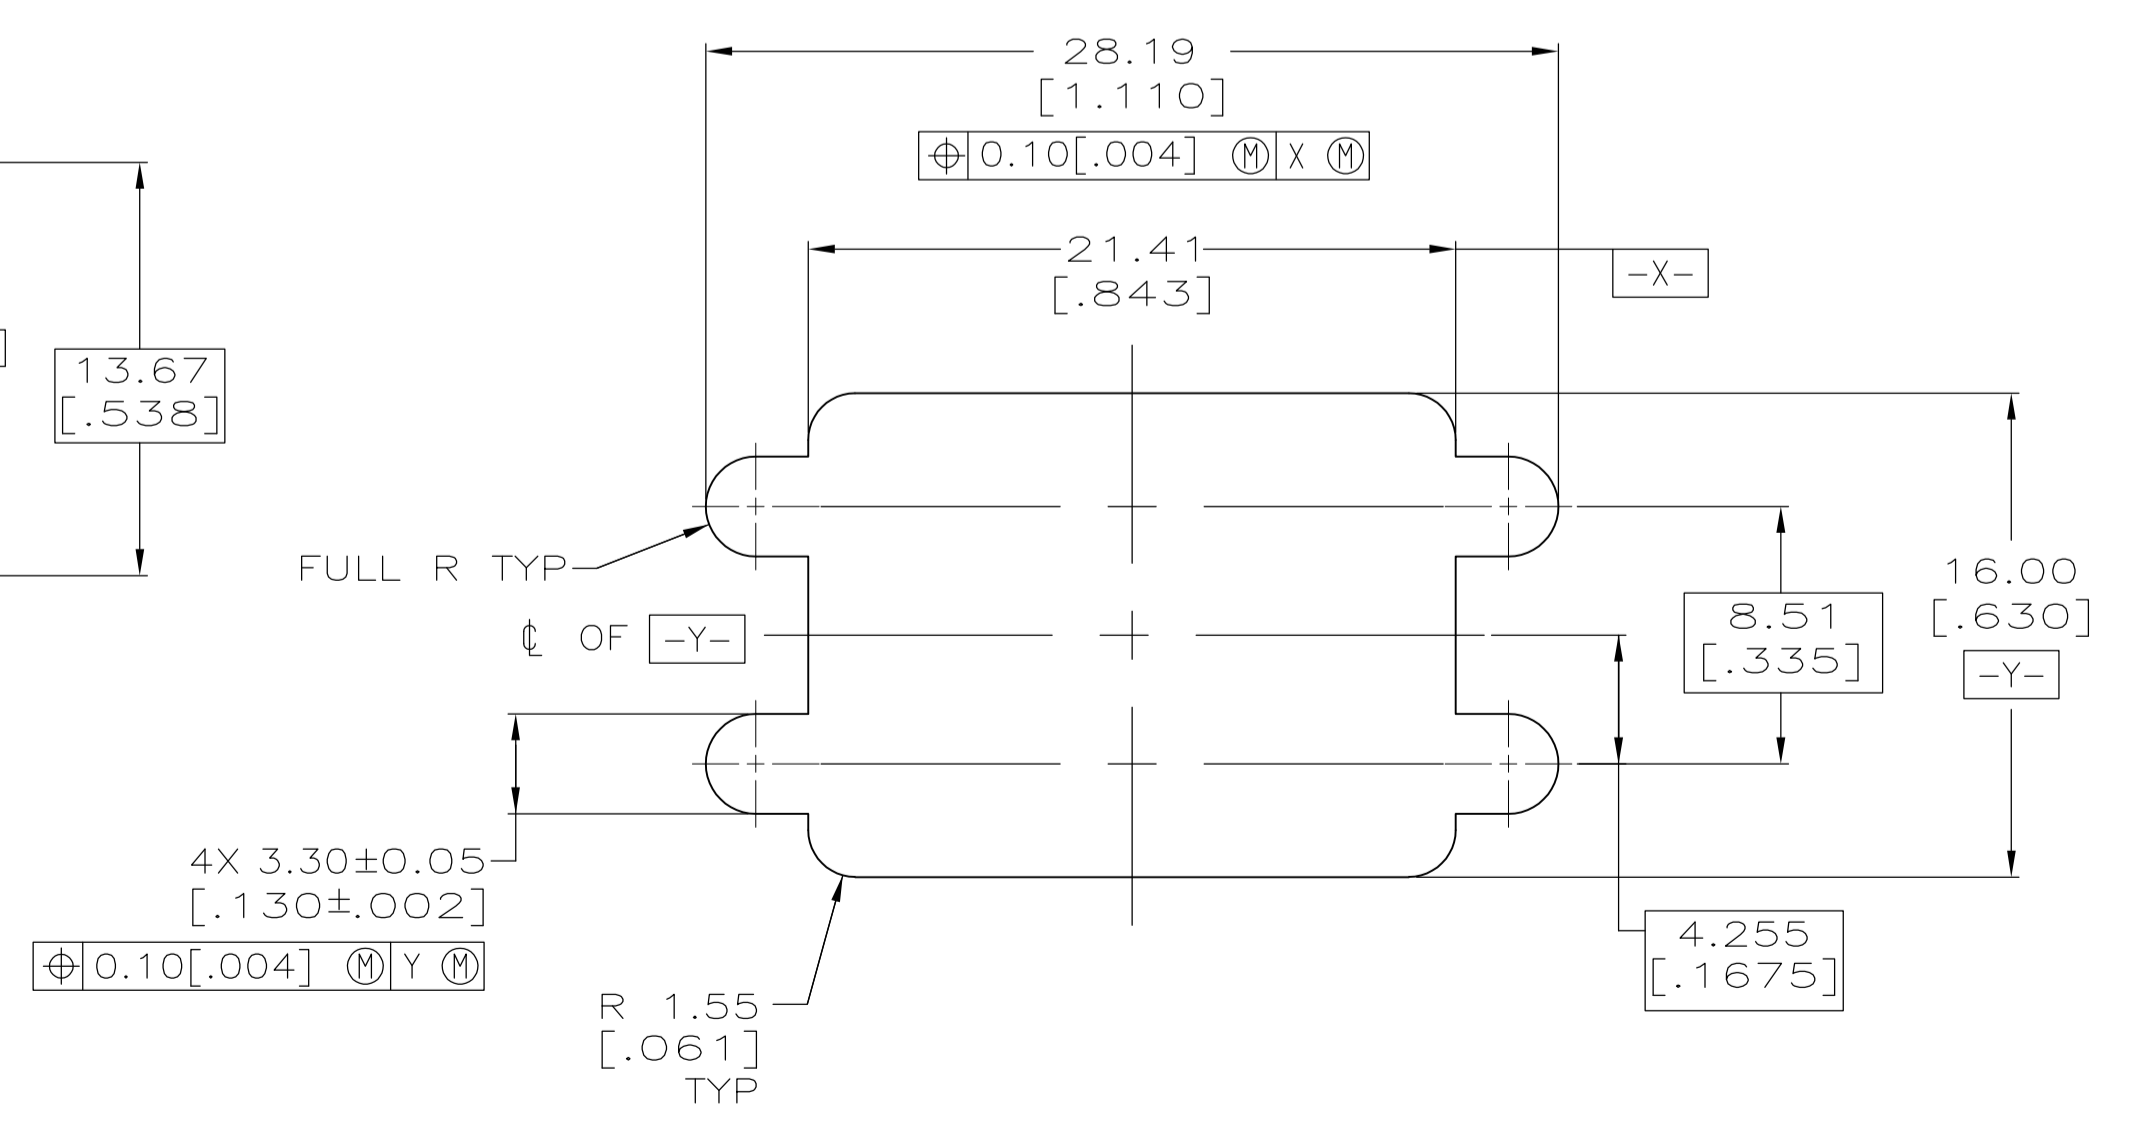 28.19
[1.110]
⌖ 0.10[.004] Ⓜ X Ⓜ
21.41
[.843]
-X-
13.67
[.538]
FULL R TYP
℄ OF -Y-
8.51
[.335]
16.00
[.630]
-Y-
4X 3.30±0.05
[.130±.002]
⌖ 0.10[.004] Ⓜ Y Ⓜ
4.255
[.1675]
R 1.55
[.061]
TYP